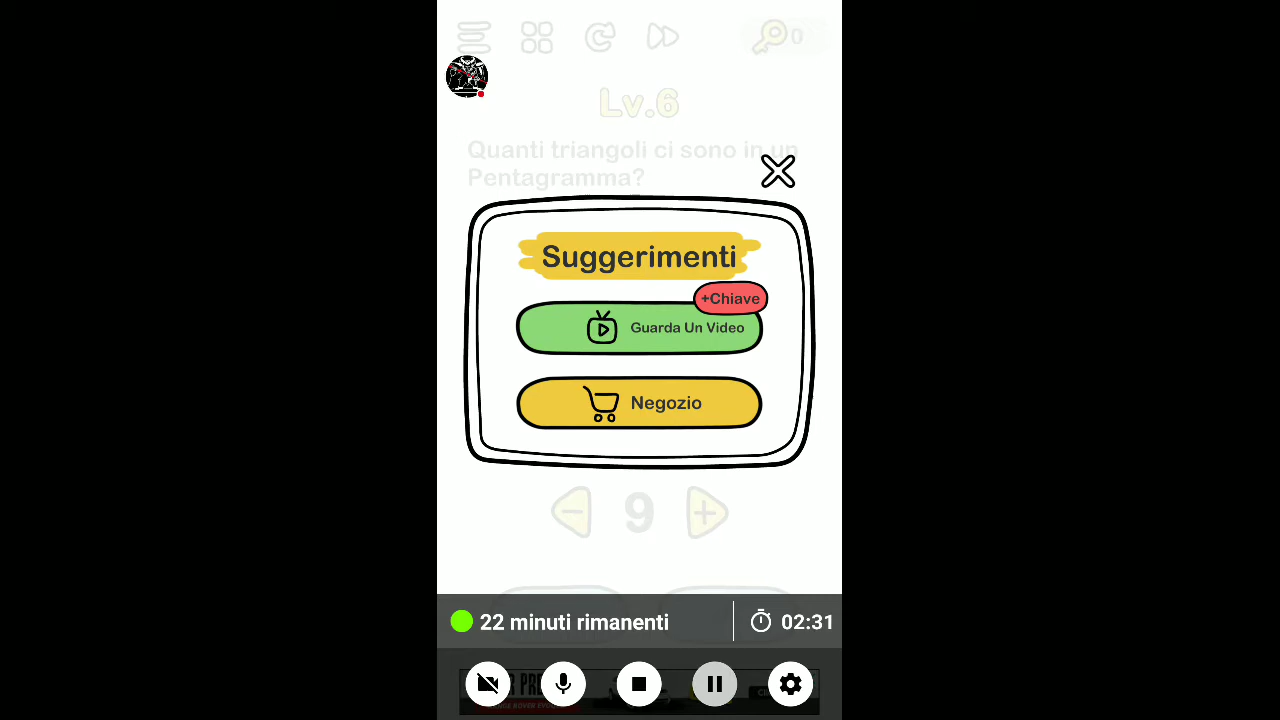 0
Lv.6
Quanti triangoli ci sono in un
Pentagramma?
Suggerimenti
+Chiave
Guarda Un Video
Negozio
9
22 minuti rimanenti
02:31